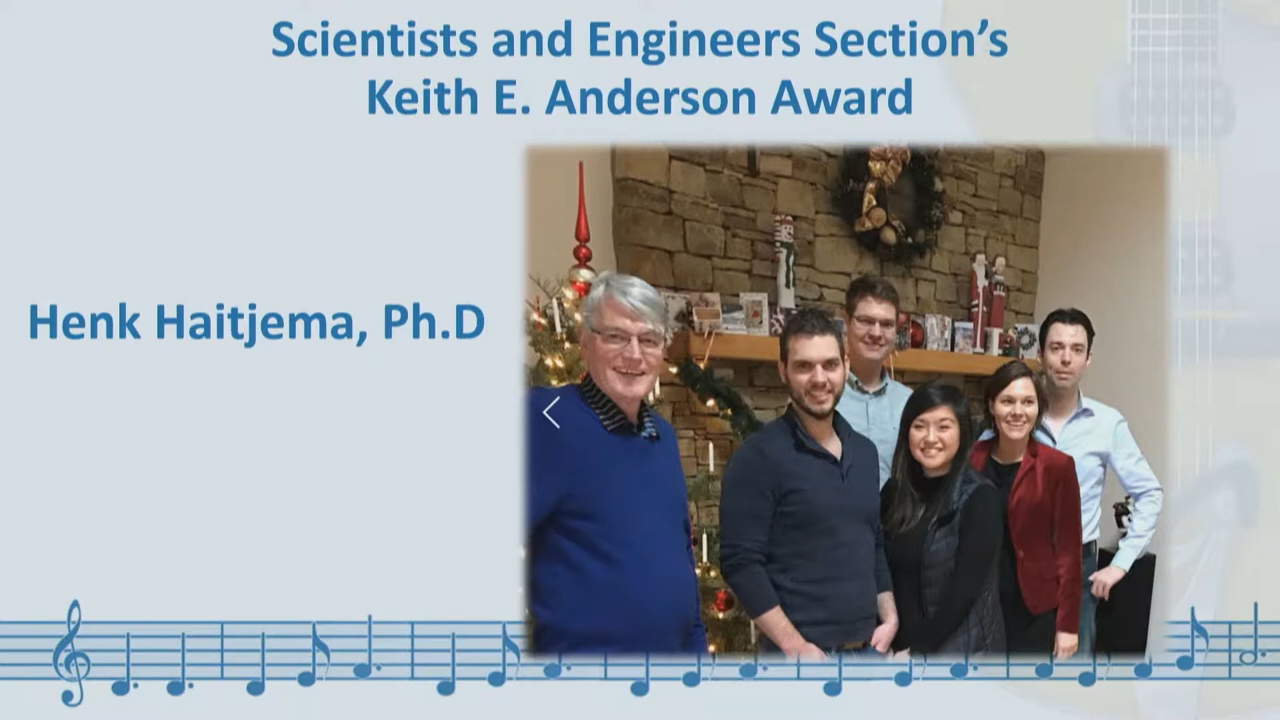 Scientists and Engineers Section’s
Keith E. Anderson Award
Henk Haitjema, Ph.D